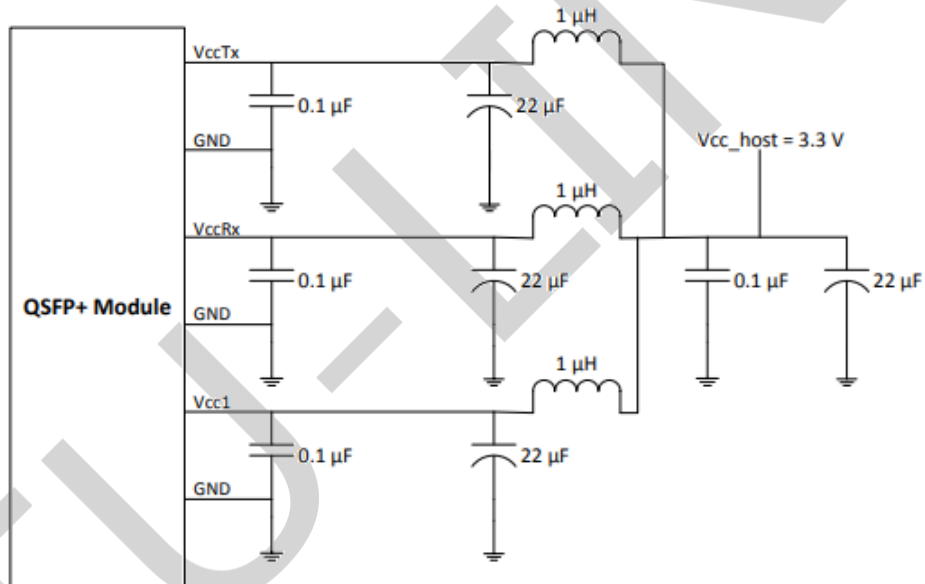 1 µH
VccTx
0.1 µF
22 µF
GND
Vcc_host = 3.3 V
1 µH
VccRx
0.1 µF
22 µF
0.1 µF
22 µF
QSFP+ Module
GND
1 µH
Vcc1
0.1 µF
22 µF
GND